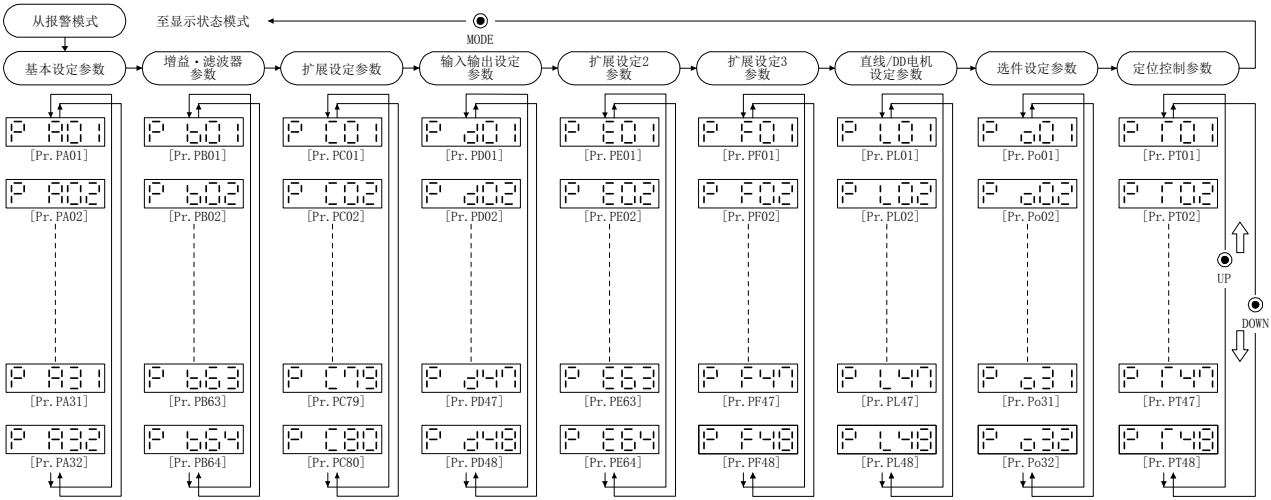 从报警模式
至显示状态模式
MODE
基本设定参数
增益・滤波器
参数
扩展设定参数
输入输出设定
参数
扩展设定2
参数
扩展设定3
参数
直线/DD电机
设定参数
选件设定参数
定位控制参数
P A01
P b01
P C01
P d01
P E01
P F01
P L01
P o01
P T01
[Pr. PA01]
[Pr. PB01]
[Pr. PC01]
[Pr. PD01]
[Pr. PE01]
[Pr. PF01]
[Pr. PL01]
[Pr. Po01]
[Pr. PT01]
P A02
P b02
P C02
P d02
P E02
P F02
P L02
P o02
P T02
[Pr. PA02]
[Pr. PB02]
[Pr. PC02]
[Pr. PD02]
[Pr. PE02]
[Pr. PF02]
[Pr. PL02]
[Pr. Po02]
[Pr. PT02]
UP
DOWN
P A31
P b63
P C79
P d47
P E63
P F47
P L47
P o31
P T47
[Pr. PA31]
[Pr. PB63]
[Pr. PC79]
[Pr. PD47]
[Pr. PE63]
[Pr. PF47]
[Pr. PL47]
[Pr. Po31]
[Pr. PT47]
P A32
P b64
P C80
P d48
P E64
P F48
P L48
P o32
P T48
[Pr. PA32]
[Pr. PB64]
[Pr. PC80]
[Pr. PD48]
[Pr. PE64]
[Pr. PF48]
[Pr. PL48]
[Pr. Po32]
[Pr. PT48]